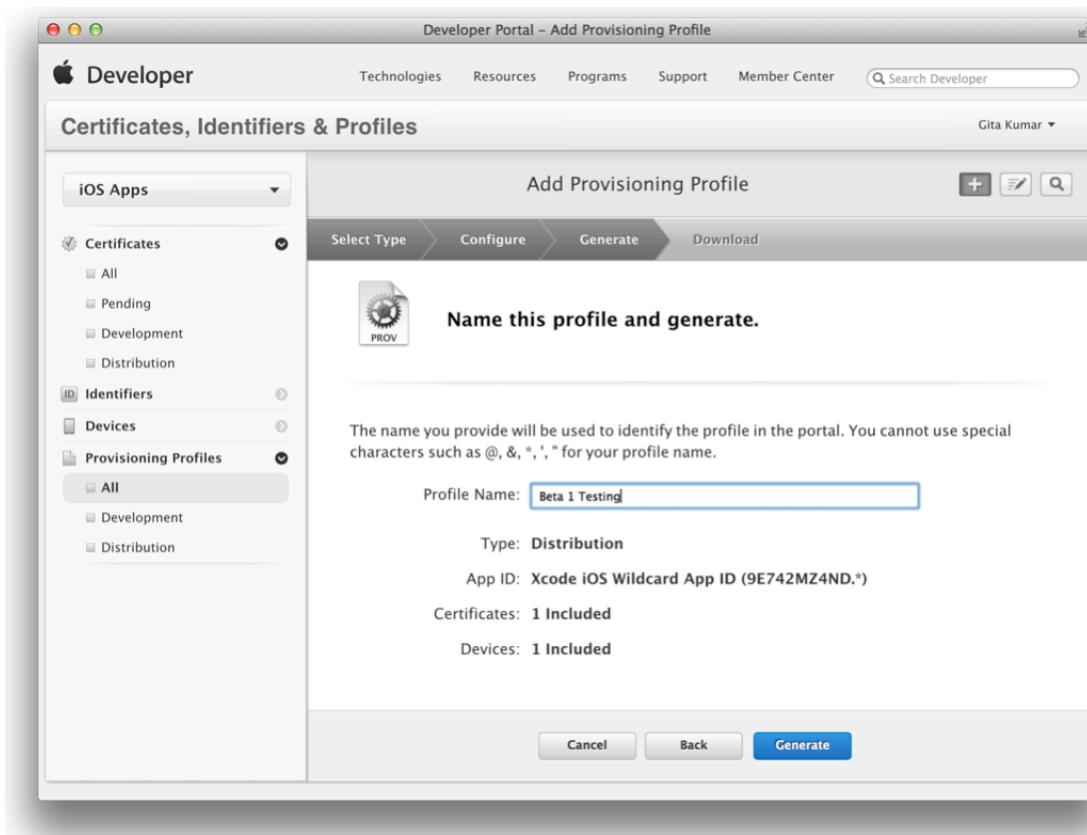 Developer Portal – Add Provisioning Profile
Developer
Technologies Resources Programs Support Member Center Search Developer
Certificates, Identifiers & Profiles
Gita Kumar
iOS Apps
Add Provisioning Profile
Select Type Configure Generate Download
Certificates
All
Pending
Development
Distribution
ID Identifiers
Devices
Provisioning Profiles
All
Development
Distribution
PROV
Name this profile and generate.
The name you provide will be used to identify the profile in the portal. You cannot use special
characters such as @, &, *, ', " for your profile name.
Profile Name: Beta 1 Testing
Type: Distribution
App ID: Xcode iOS Wildcard App ID (9E742MZ4ND.*)
Certificates: 1 Included
Devices: 1 Included
Cancel Back Generate